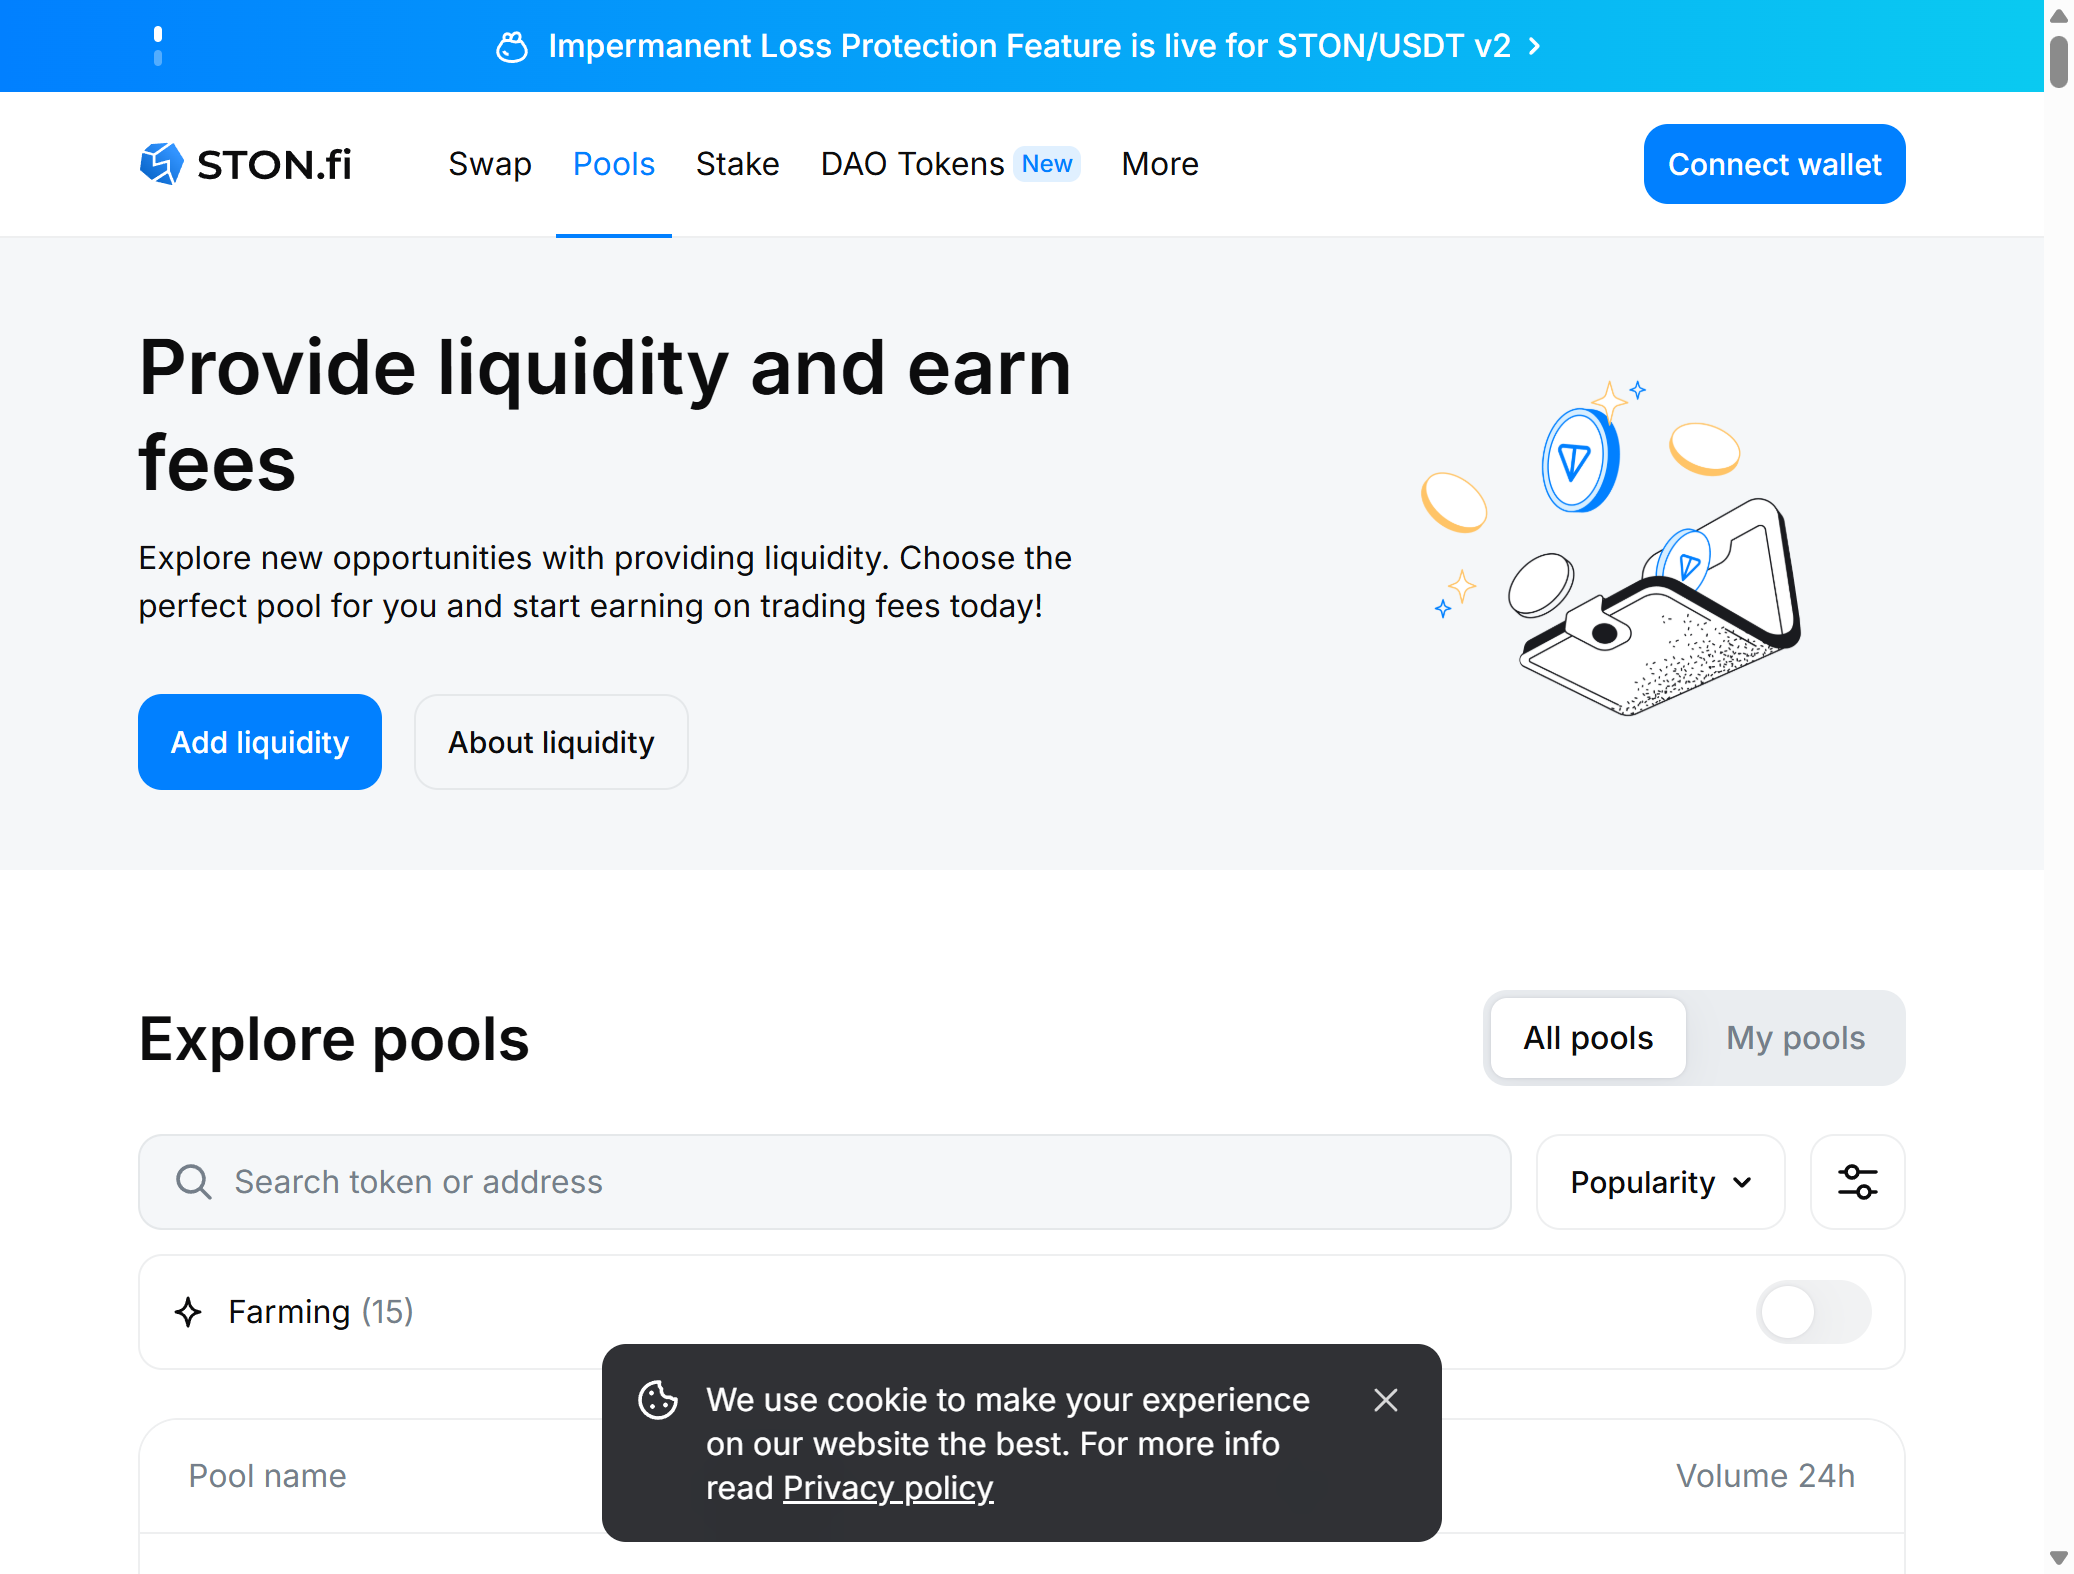 Impermanent Loss Protection Feature is live for STON/USDT v2
STON.fi
Swap
Pools
Stake
DAO Tokens
New
More
Connect wallet
Provide liquidity and earn
fees
Explore new opportunities with providing liquidity. Choose the
perfect pool for you and start earning on trading fees today!
Add liquidity
About liquidity
Explore pools
All pools
My pools
Search token or address
Popularity
Farming (15)
We use cookie to make your experience
on our website the best. For more info
read Privacy policy
Pool name
Volume 24h